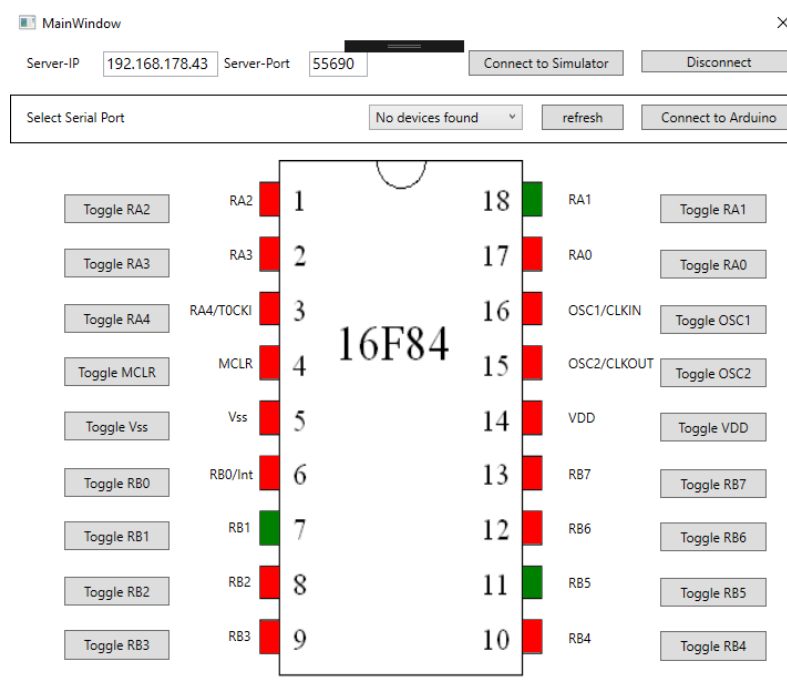 MainWindow
Server-IP 192.168.178.43 Server-Port 55690 Connect to Simulator Disconnect
Select Serial Port No devices found refresh Connect to Arduino
Toggle RA2 RA2 1 18 RA1 Toggle RA1
Toggle RA3 RA3 2 17 RA0 Toggle RA0
Toggle RA4 RA4/T0CKI 3 16 OSC1/CLKIN Toggle OSC1
16F84
Toggle MCLR MCLR 4 15 OSC2/CLKOUT Toggle OSC2
Toggle Vss Vss 5 14 VDD Toggle VDD
Toggle RB0 RB0/Int 6 13 RB7 Toggle RB7
Toggle RB1 RB1 7 12 RB6 Toggle RB6
Toggle RB2 RB2 8 11 RB5 Toggle RB5
Toggle RB3 RB3 9 10 RB4 Toggle RB4